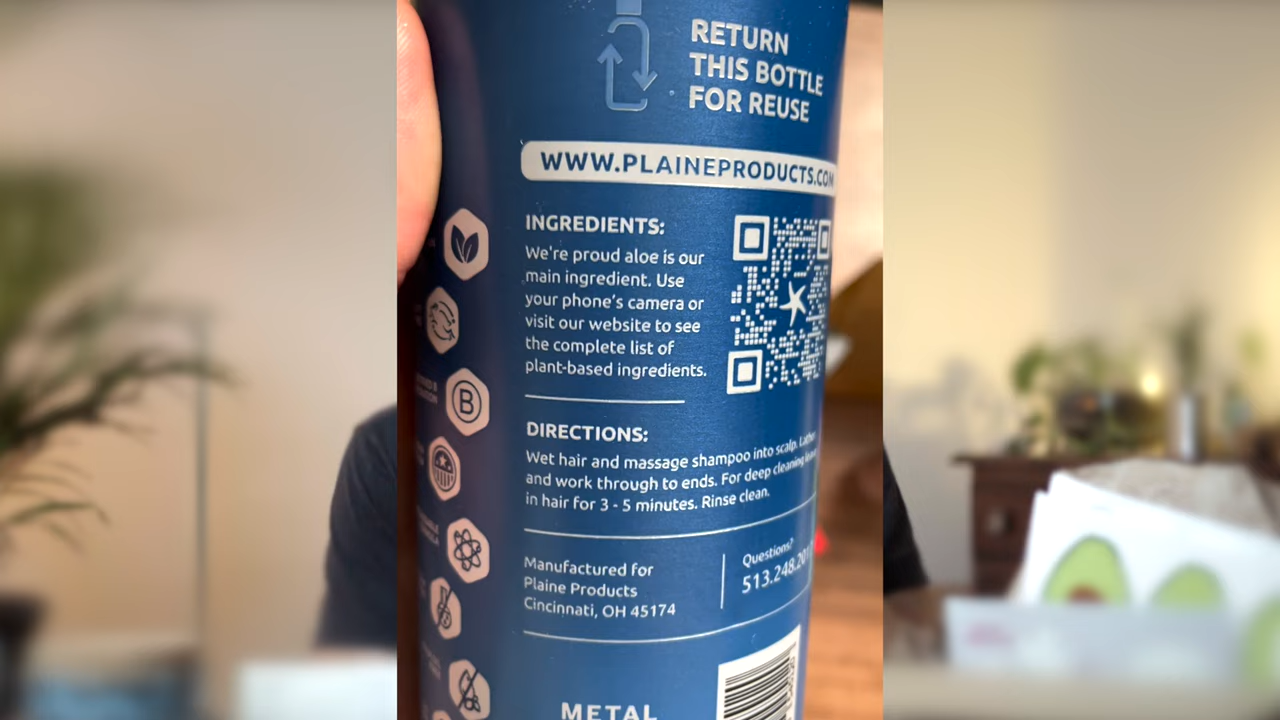 RETURN
THIS BOTTLE
FOR REUSE
WWW.PLAINEPRODUCTS.COM
INGREDIENTS:
We're proud aloe is our
main ingredient. Use
your phone's camera or
visit our website to see
the complete list of
plant-based ingredients.
B
DIRECTIONS:
Wet hair and massage shampoo into scalp. Lather
and work through to ends. For deep cleaning leave
in hair for 3 - 5 minutes. Rinse clean.
Manufactured for
Plaine Products
Cincinnati, OH 45174
Questions?
513.248.201
METAL